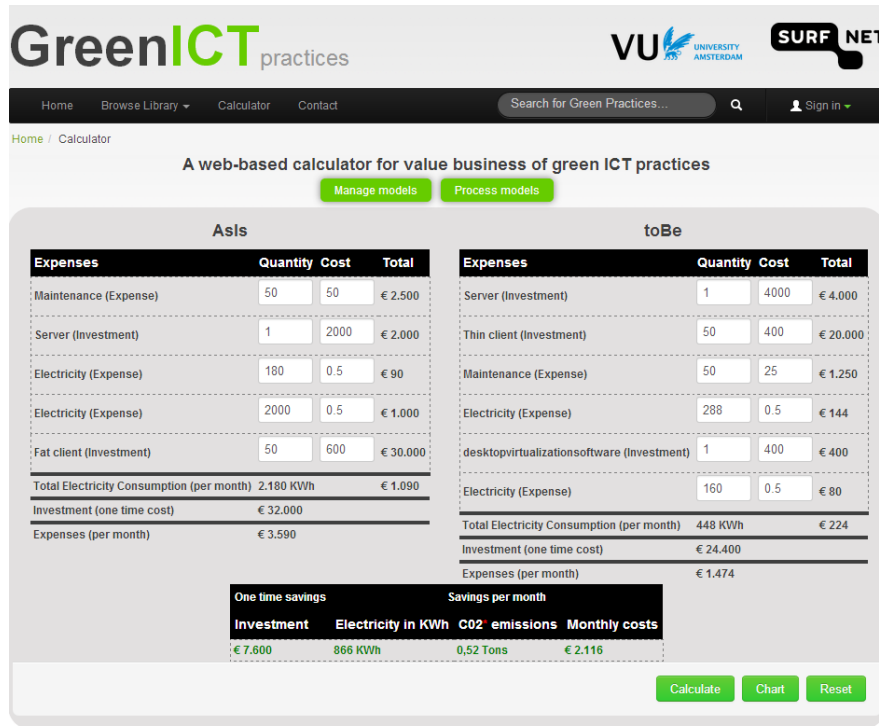 GreenICT practices
VU UNIVERSITY AMSTERDAM
SURF NET
Home Browse Library Calculator Contact Search for Green Practices... Sign in
Home / Calculator
A web-based calculator for value business of green ICT practices
Manage models Process models
AsIs
Expenses Quantity Cost Total
Maintenance (Expense) 50 50 € 2.500
Server (Investment) 1 2000 € 2.000
Electricity (Expense) 180 0.5 € 90
Electricity (Expense) 2000 0.5 € 1.000
Fat client (Investment) 50 600 € 30.000
Total Electricity Consumption (per month) 2.180 KWh € 1.090
Investment (one time cost) € 32.000
Expenses (per month) € 3.590
toBe
Expenses Quantity Cost Total
Server (Investment) 1 4000 € 4.000
Thin client (Investment) 50 400 € 20.000
Maintenance (Expense) 50 25 € 1.250
Electricity (Expense) 288 0.5 € 144
desktopvirtualizationsoftware (Investment) 1 400 € 400
Electricity (Expense) 160 0.5 € 80
Total Electricity Consumption (per month) 448 KWh € 224
Investment (one time cost) € 24.400
Expenses (per month) € 1.474
One time savings Savings per month
Investment Electricity in KWh C02* emissions Monthly costs
€ 7.600 866 KWh 0,52 Tons € 2.116
Calculate Chart Reset